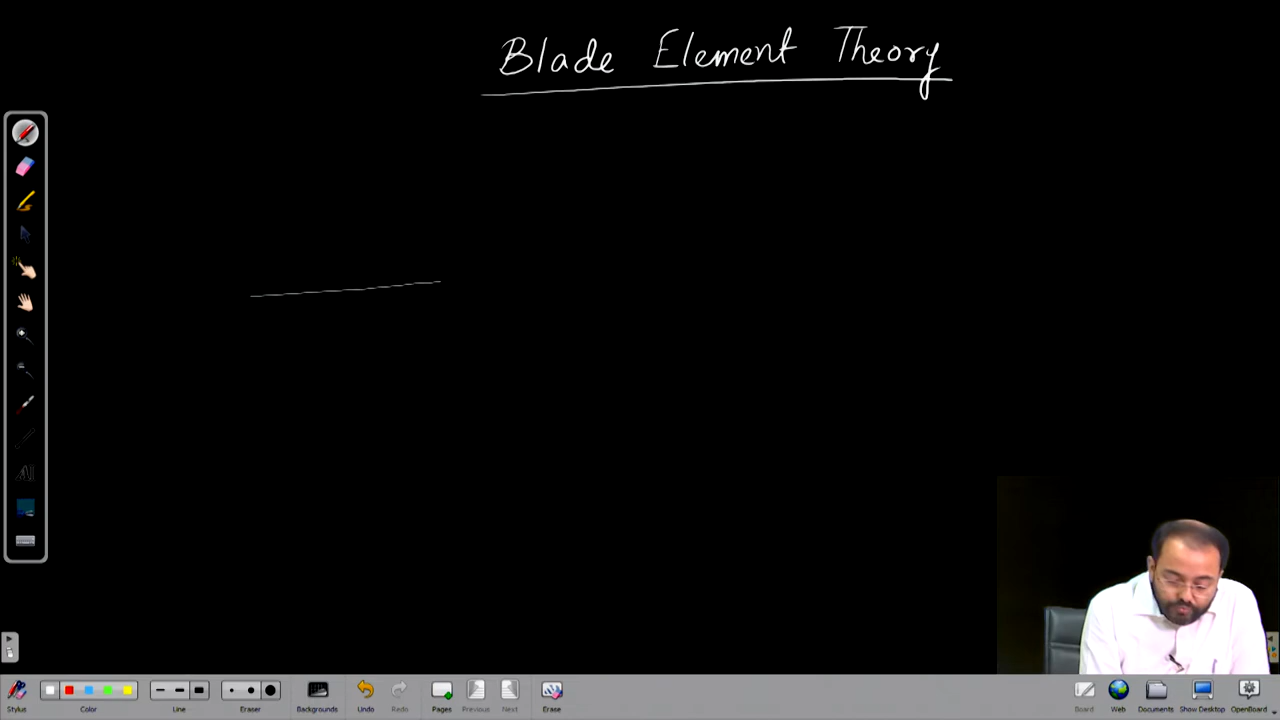 Blade Element Theory
Stylus
Color
Line
Eraser
Backgrounds
Undo
Redo
Pages
Previous
Next
Erase
Board
Web
Documents
Show Desktop
OpenBoard